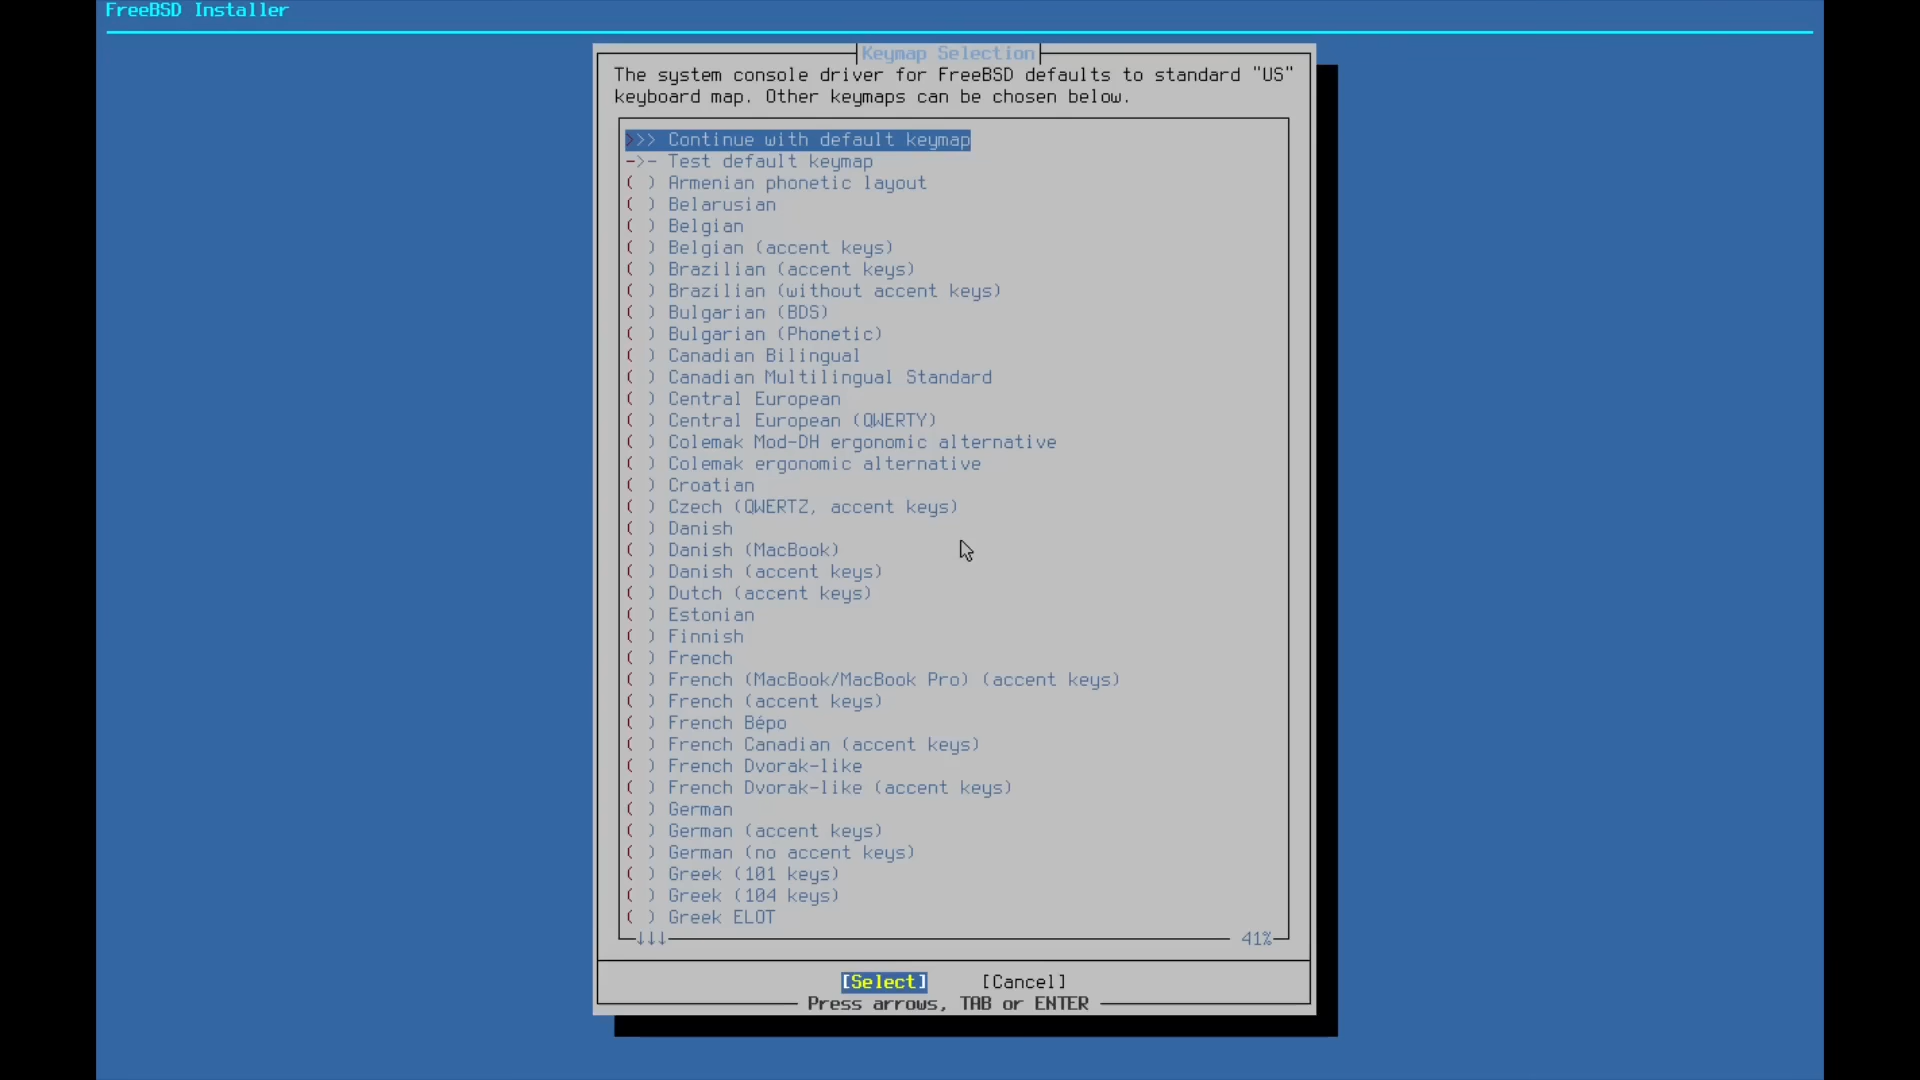 FreeBSD Installer
Keymap Selection
The system console driver for FreeBSD defaults to standard "US"
keyboard map. Other keymaps can be chosen below.
>>> Continue with default keymap
->- Test default keymap
( ) Armenian phonetic layout
( ) Belarusian
( ) Belgian
( ) Belgian (accent keys)
( ) Brazilian (accent keys)
( ) Brazilian (without accent keys)
( ) Bulgarian (BDS)
( ) Bulgarian (Phonetic)
( ) Canadian Bilingual
( ) Canadian Multilingual Standard
( ) Central European
( ) Central European (QWERTY)
( ) Colemak Mod-DH ergonomic alternative
( ) Colemak ergonomic alternative
( ) Croatian
( ) Czech (QWERTZ, accent keys)
( ) Danish
( ) Danish (MacBook)
( ) Danish (accent keys)
( ) Dutch (accent keys)
( ) Estonian
( ) Finnish
( ) French
( ) French (MacBook/MacBook Pro) (accent keys)
( ) French (accent keys)
( ) French Bépo
( ) French Canadian (accent keys)
( ) French Dvorak-like
( ) French Dvorak-like (accent keys)
( ) German
( ) German (accent keys)
( ) German (no accent keys)
( ) Greek (101 keys)
( ) Greek (104 keys)
( ) Greek ELOT
↓↓↓ 41%
[Select] [Cancel]
Press arrows, TAB or ENTER